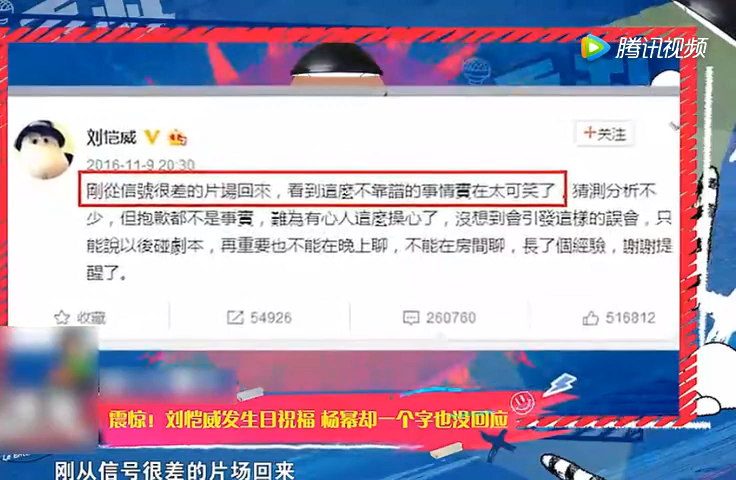 腾讯视频
刘恺威
+关注
2016-11-9 20:30
剛從信號很差的片場回來，看到這麼不靠譜的事情實在太可笑了，猜測分析不
少，但抱歉都不是事實，難為有心人這麼操心了，沒想到會引發這樣的誤會，只
能說以後碰劇本，再重要也不能在晚上聊，不能在房間聊，長了個經驗，謝謝提
醒了。
收藏
54926
260760
516812
震惊！刘恺威发生日祝福 杨幂却一个字也没回应
刚从信号很差的片场回来